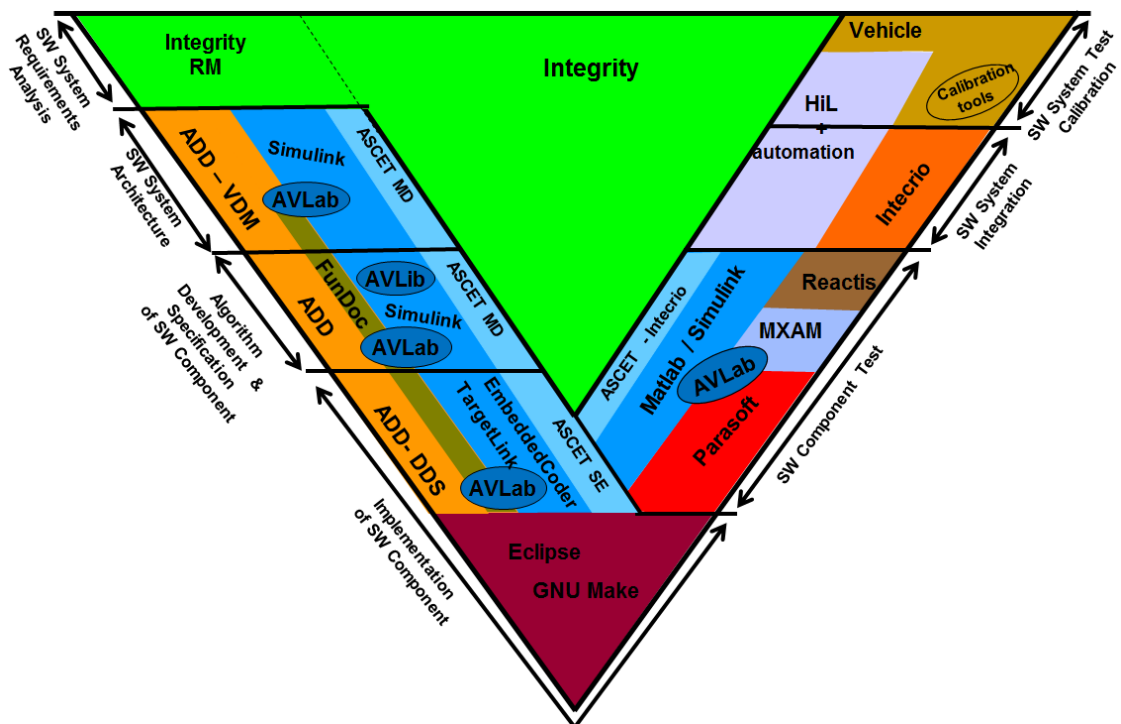 SW System
Requirements
Analysis
Integrity
RM
Integrity
Vehicle
Calibration
tools
HiL
+
automation
SW System Test
Calibration
SW System
Architecture
ADD – VDM
Simulink
AVLab
ASCET MD
Intecrio
SW System
Integration
Algorithm
Development &
Specification
of SW Component
ADD
FunDoc
AVLib
Simulink
AVLab
ASCET MD
ASCET - Intecrio
Matlab / Simulink
AVLab
Reactis
MXAM
Parasoft
SW Component Test
Implementation
of SW Component
ADD- DDS
TargetLink
EmbeddedCoder
AVLab
ASCET SE
Eclipse
GNU Make